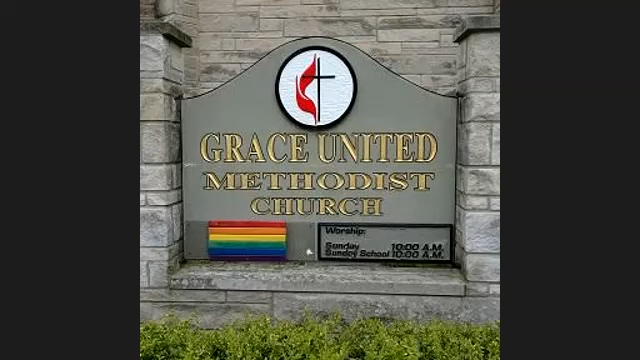 GRACE UNITED
METHODIST
CHURCH
Worship:
Sunday 10:00 A.M.
Sunday School 10:00 A.M.